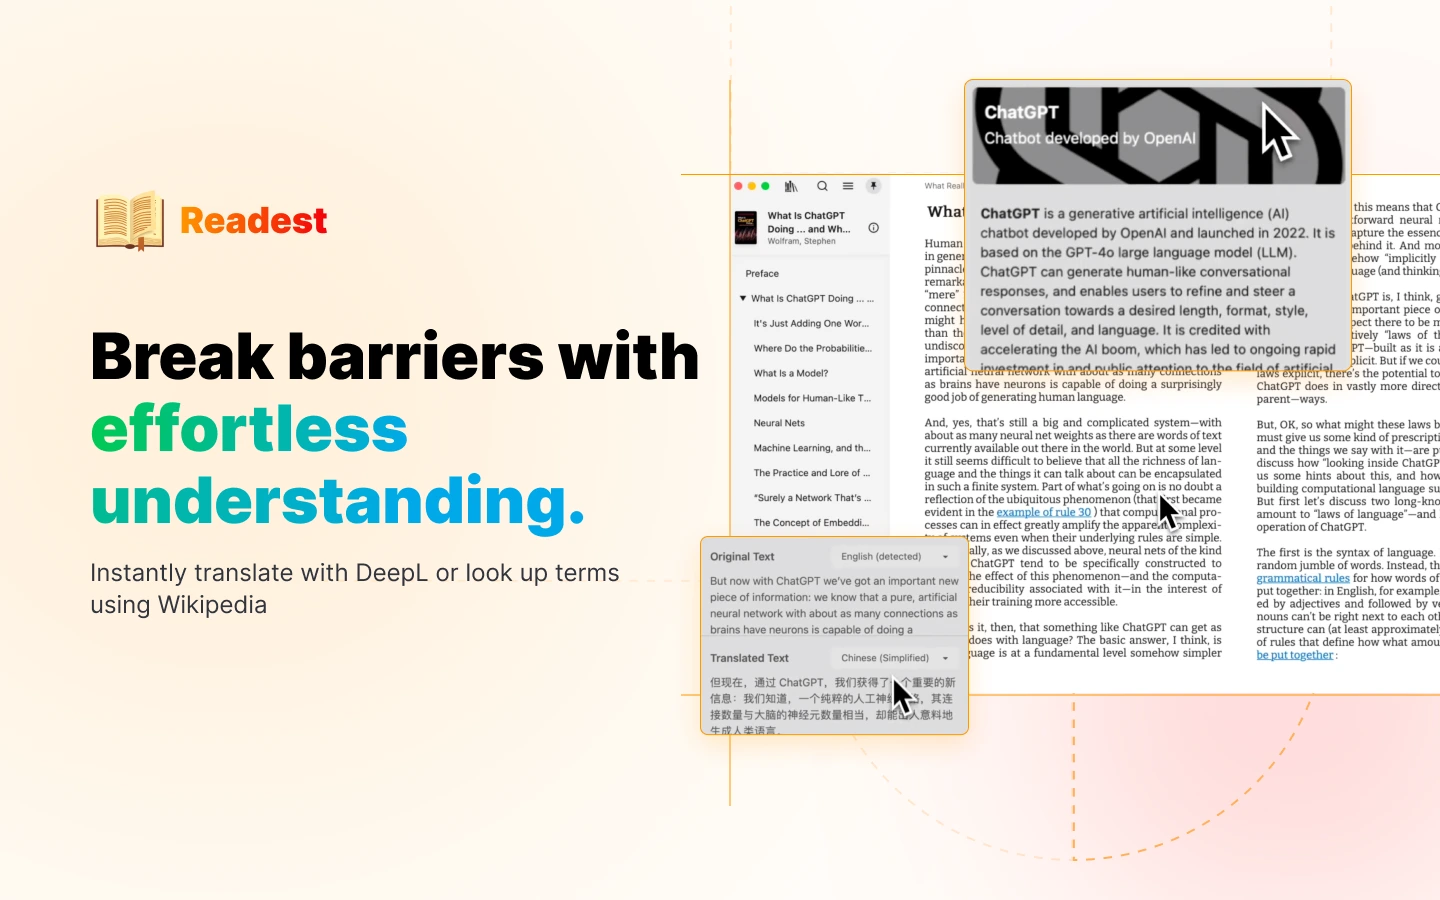 Readest
Break barriers with
effortless
understanding.
Instantly translate with DeepL or look up terms
using Wikipedia
What Is ChatGPT
Doing ... and Wh...
Wolfram, Stephen
Preface
What Is ChatGPT Doing ... ...
It's Just Adding One Wor...
Where Do the Probabilitie...
What Is a Model?
Models for Human-Like T...
Neural Nets
Machine Learning, and th...
The Practice and Lore of ...
“Surely a Network That's ...
The Concept of Embeddi...
ChatGPT
Chatbot developed by OpenAI
ChatGPT is a generative artificial intelligence (AI)
chatbot developed by OpenAI and launched in 2022. It is
based on the GPT-4o large language model (LLM).
ChatGPT can generate human-like conversational
responses, and enables users to refine and steer a
conversation towards a desired length, format, style,
level of detail, and language. It is credited with
accelerating the AI boom, which has led to ongoing rapid
investment in and public attention to the field of artificial
What
Human
in gener
pinnacl
remarka
“mere”
connect
might h
than th
undisco
importa
artificial neural network with about as many connections
as brains have neurons is capable of doing a surprisingly
good job of generating human language.
And, yes, that’s still a big and complicated system—with
about as many neural net weights as there are words of text
currently available out there in the world. But at some level
it still seems difficult to believe that all the richness of lan-
guage and the things it can talk about can be encapsulated
in such a finite system. Part of what’s going on is no doubt a
reflection of the ubiquitous phenomenon (that first became
evident in the example of rule 30 ) that computational pro-
cesses can in effect greatly amplify the apparent complexi-
ty of systems even when their underlying rules are simple.
ally, as we discussed above, neural nets of the kind
ChatGPT tend to be specifically constructed to
he effect of this phenomenon—and the computa-
reducibility associated with it—in the interest of
heir training more accessible.
s it, then, that something like ChatGPT can get as
does with language? The basic answer, I think, is
guage is at a fundamental level somehow simpler
this means that C
forward neural n
apture the essenc
ehind it. And mo
ehow “implicitly
uage (and thinking
tGPT is, I think, g
mportant piece o
pect there to be m
tively “laws of th
PT—built as it is a
plicit. But if we cou
laws explicit, there’s the potential to
ChatGPT does in vastly more direct
parent—ways.
But, OK, so what might these laws b
must give us some kind of prescripti
and the things we say with it—are pu
discuss how “looking inside ChatGP
us some hints about this, and how
building computational language su
But first let’s discuss two long-kno
amount to “laws of language”—and
operation of ChatGPT.
The first is the syntax of language.
random jumble of words. Instead, th
grammatical rules for how words of
put together: in English, for example
ed by adjectives and followed by ve
nouns can’t be right next to each oth
structure can (at least approximately
of rules that define how what amou
be put together :
Original Text
English (detected)
But now with ChatGPT we’ve got an important new
piece of information: we know that a pure, artificial
neural network with about as many connections as
brains have neurons is capable of doing a
Translated Text
Chinese (Simplified)
但现在，通过 ChatGPT，我们获得了一个重要的新
信息：我们知道，一个纯粹的人工神经网络，其连
接数量与大脑的神经元数量相当，却能出人意料地
生成人类语言。